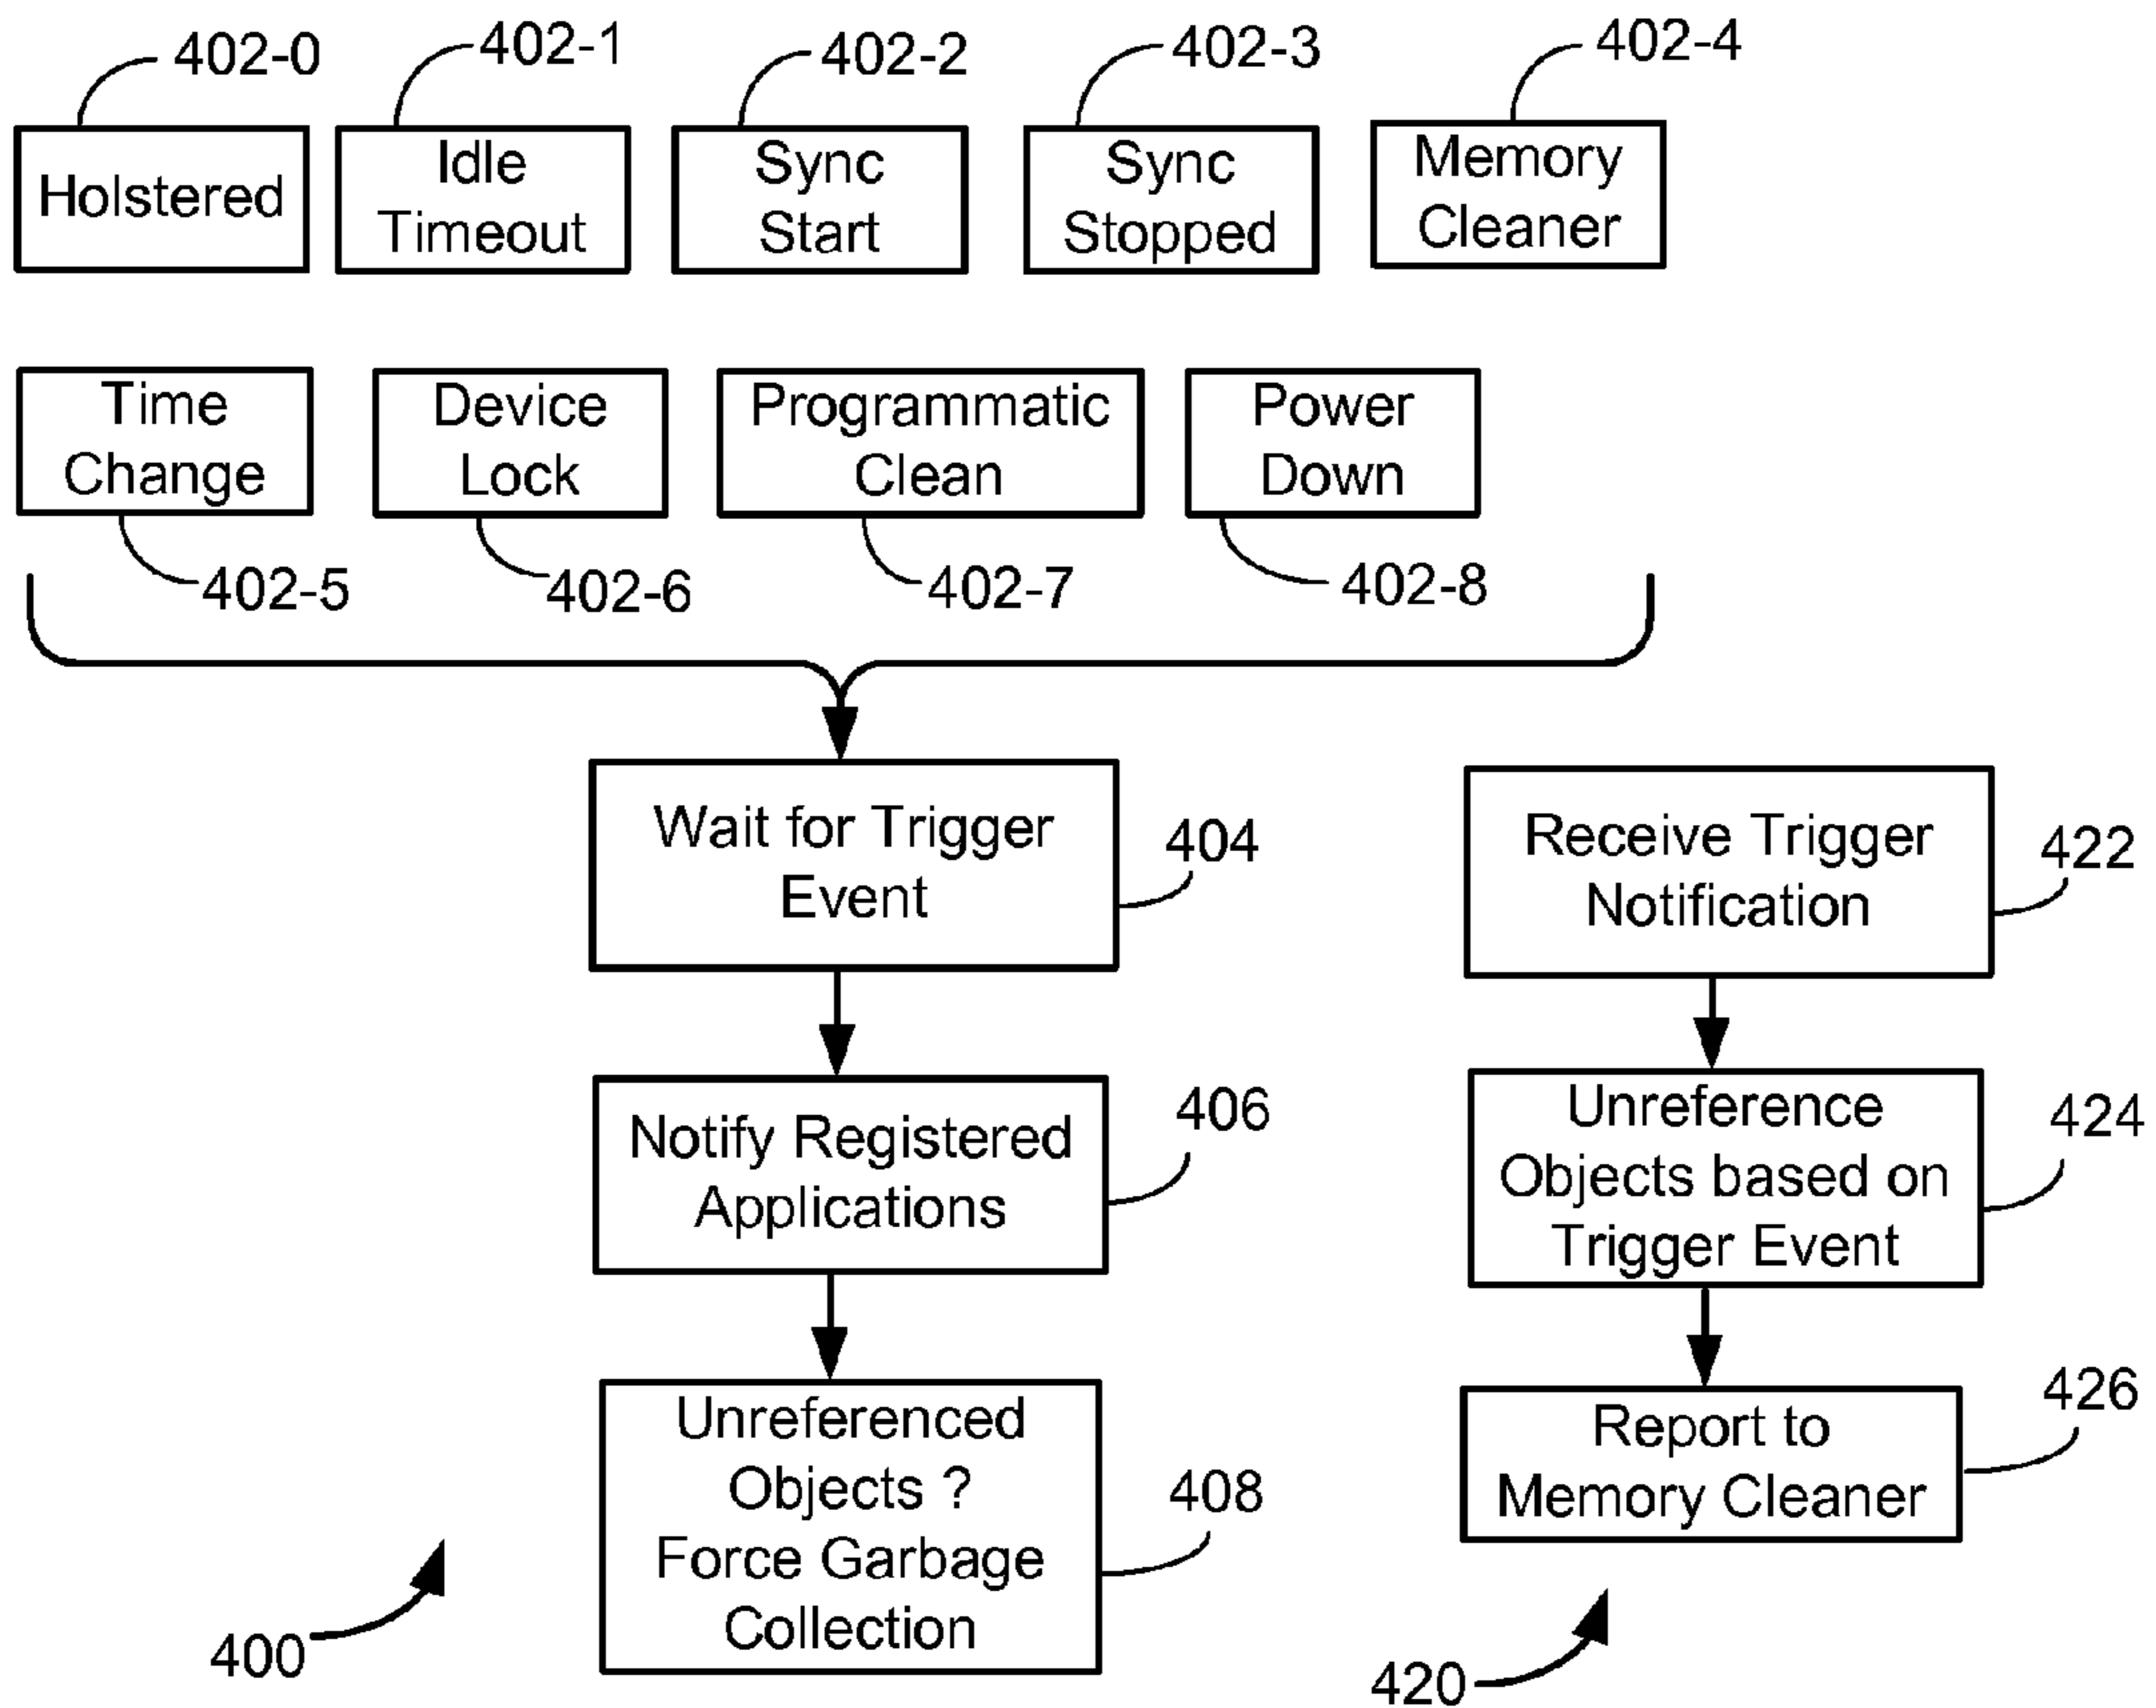 402-0
402-1
402-2
402-3
402-4
Holstered
Idle
Timeout
Sync
Start
Sync
Stopped
Memory
Cleaner
Time
Change
Device
Lock
Programmatic
Clean
Power
Down
402-5
402-6
402-7
402-8
Wait for Trigger
Event
404
Notify Registered
Applications
406
Unreferenced
Objects ?
Force Garbage
Collection
408
400
Receive Trigger
Notification
422
Unreference
Objects based on
Trigger Event
424
Report to
Memory Cleaner
426
420